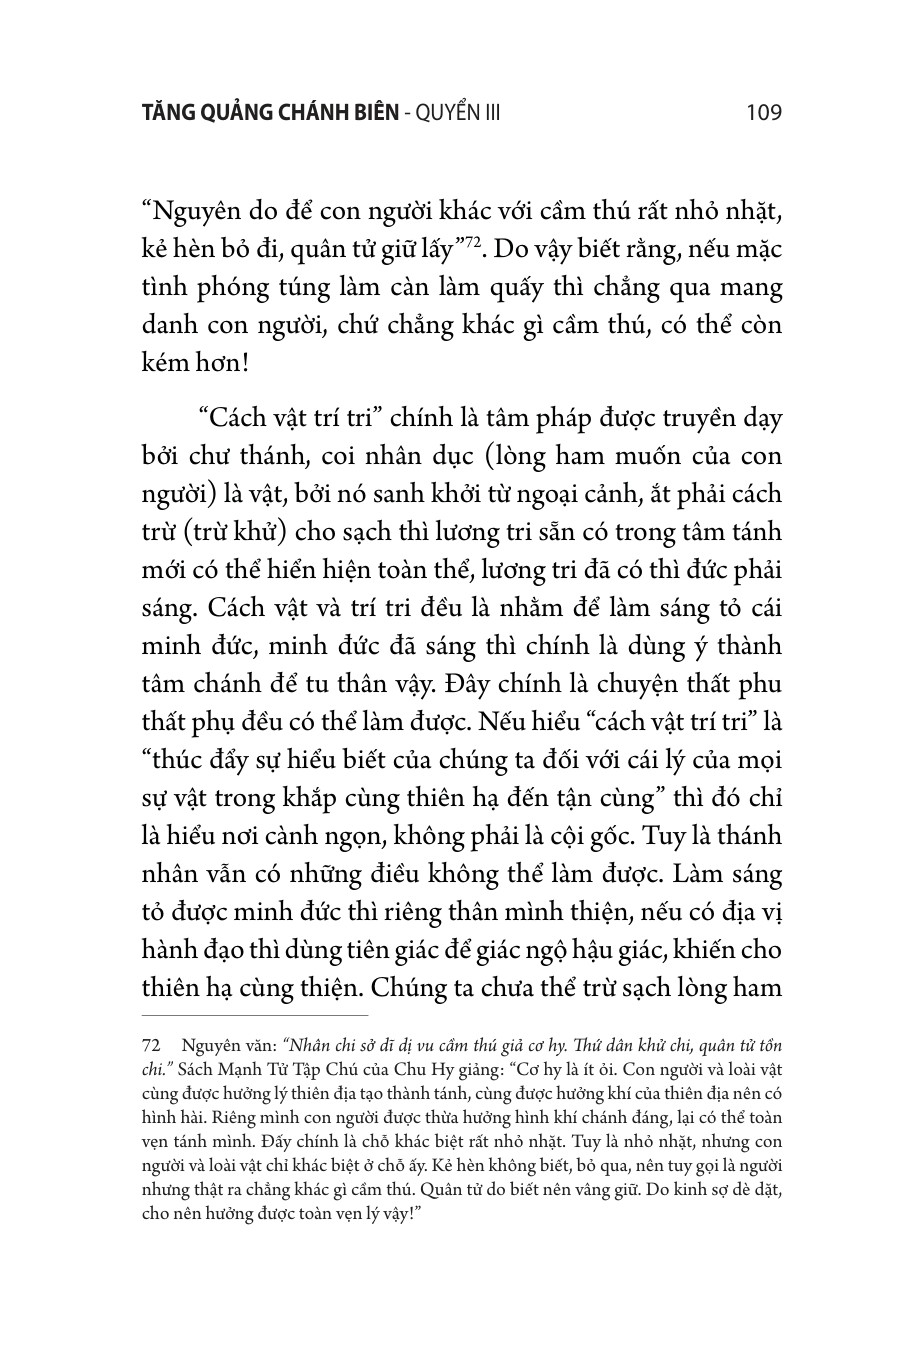 TĂNG QUẢNG CHÁNH BIÊN - QUYỂN III 109
“Nguyên do để con người khác với cầm thú rất nhỏ nhặt,
kẻ hèn bỏ đi, quân tử giữ lấy”72. Do vậy biết rằng, nếu mặc
tình phóng túng làm càn làm quấy thì chẳng qua mang
danh con người, chứ chẳng khác gì cầm thú, có thể còn
kém hơn!
“Cách vật trí tri” chính là tâm pháp được truyền dạy
bởi chư thánh, coi nhân dục (lòng ham muốn của con
người) là vật, bởi nó sanh khởi từ ngoại cảnh, ắt phải cách
trừ (trừ khử) cho sạch thì lương tri sẵn có trong tâm tánh
mới có thể hiển hiện toàn thể, lương tri đã có thì đức phải
sáng. Cách vật và trí tri đều là nhằm để làm sáng tỏ cái
minh đức, minh đức đã sáng thì chính là dùng ý thành
tâm chánh để tu thân vậy. Đây chính là chuyện thất phu
thất phụ đều có thể làm được. Nếu hiểu “cách vật trí tri” là
“thúc đẩy sự hiểu biết của chúng ta đối với cái lý của mọi
sự vật trong khắp cùng thiên hạ đến tận cùng” thì đó chỉ
là hiểu nơi cành ngọn, không phải là cội gốc. Tuy là thánh
nhân vẫn có những điều không thể làm được. Làm sáng
tỏ được minh đức thì riêng thân mình thiện, nếu có địa vị
hành đạo thì dùng tiên giác để giác ngộ hậu giác, khiến cho
thiên hạ cùng thiện. Chúng ta chưa thể trừ sạch lòng ham
72 Nguyên văn: “Nhân chi sở dĩ dị vu cầm thú giả cơ hy. Thứ dân khử chi, quân tử tồn
chi.” Sách Mạnh Tử Tập Chú của Chu Hy giảng: “Cơ hy là ít ỏi. Con người và loài vật
cùng được hưởng lý thiên địa tạo thành tánh, cùng được hưởng khí của thiên địa nên có
hình hài. Riêng mình con người được thừa hưởng hình khí chánh đáng, lại có thể toàn
vẹn tánh mình. Đấy chính là chỗ khác biệt rất nhỏ nhặt. Tuy là nhỏ nhặt, nhưng con
người và loài vật chỉ khác biệt ở chỗ ấy. Kẻ hèn không biết, bỏ qua, nên tuy gọi là người
nhưng thật ra chẳng khác gì cầm thú. Quân tử do biết nên vâng giữ. Do kinh sợ dè dặt,
cho nên hưởng được toàn vẹn lý vậy!”